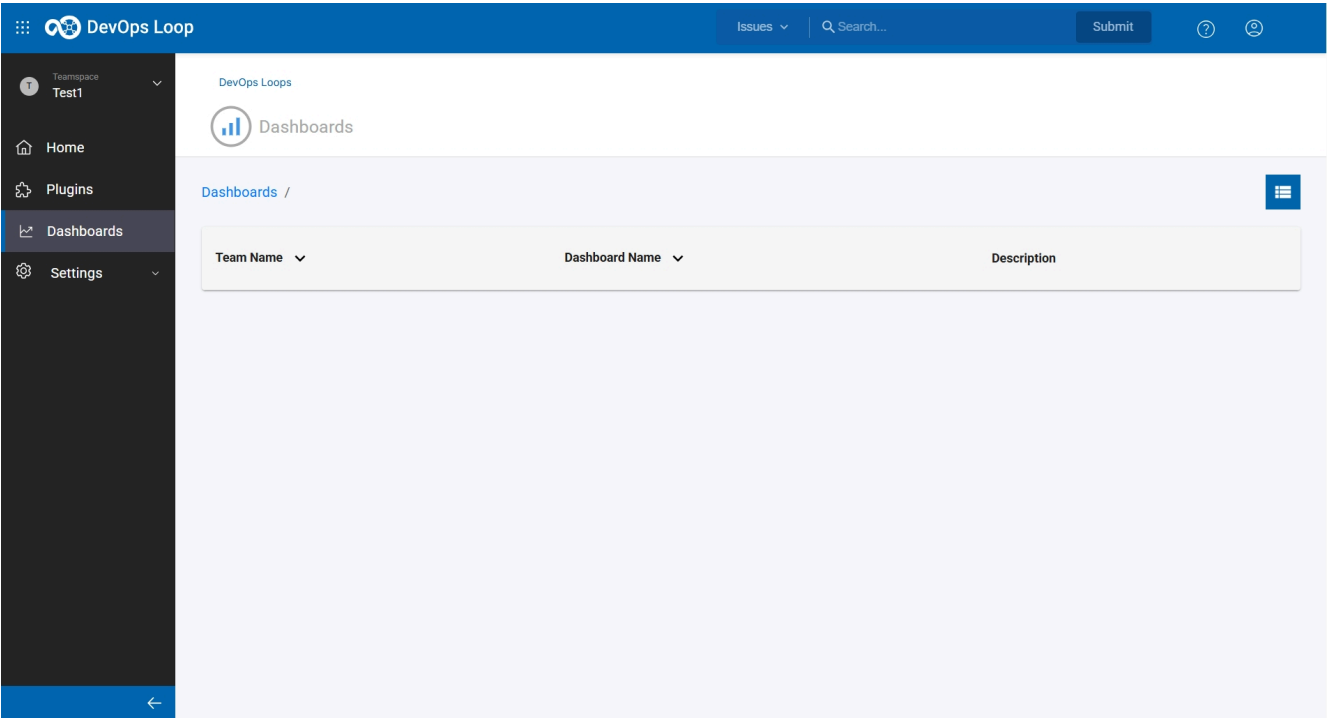 DevOps Loop
Issues
Search...
Submit
T
Teamspace
Test1
Home
Plugins
Dashboards
Settings
DevOps Loops
Dashboards
Dashboards /
Team Name
Dashboard Name
Description